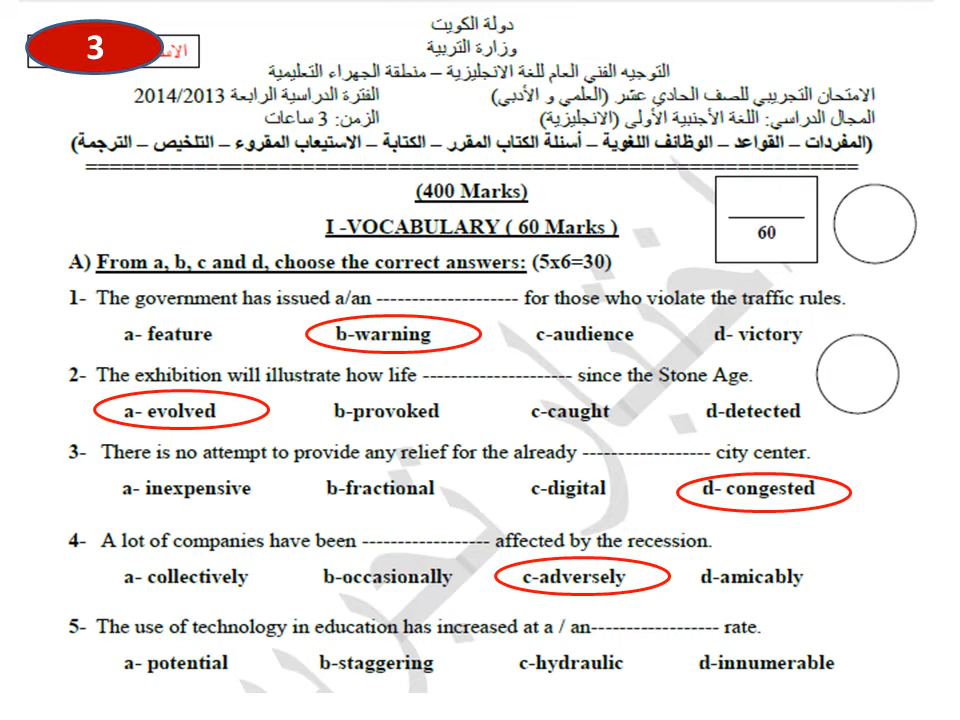 3
دولة الكويت
وزارة التربية
التوجيه الفني العام للغة الانجليزية – منطقة الجهراء التعليمية
الامتحان التجريبي للصف الحادي عشر (العلمي و الأدبي) الفترة الدراسية الرابعة 2014/2013
المجال الدراسي: اللغة الأجنبية الأولى (الانجليزية) الزمن: 3 ساعات
(المفردات – القواعد – الوظائف اللغوية – أسئلة الكتاب المقرر – الكتابة – الاستيعاب المقروء – التلخيص – الترجمة)
(400 Marks)
I -VOCABULARY ( 60 Marks )
60
A) From a, b, c and d, choose the correct answers: (5x6=30)
1- The government has issued a/an -------------------- for those who violate the traffic rules.
a- feature b-warning c-audience d- victory
2- The exhibition will illustrate how life --------------------- since the Stone Age.
a- evolved b-provoked c-caught d-detected
3- There is no attempt to provide any relief for the already ------------------ city center.
a- inexpensive b-fractional c-digital d- congested
4- A lot of companies have been ------------------ affected by the recession.
a- collectively b-occasionally c-adversely d-amicably
5- The use of technology in education has increased at a / an------------------ rate.
a- potential b-staggering c-hydraulic d-innumerable